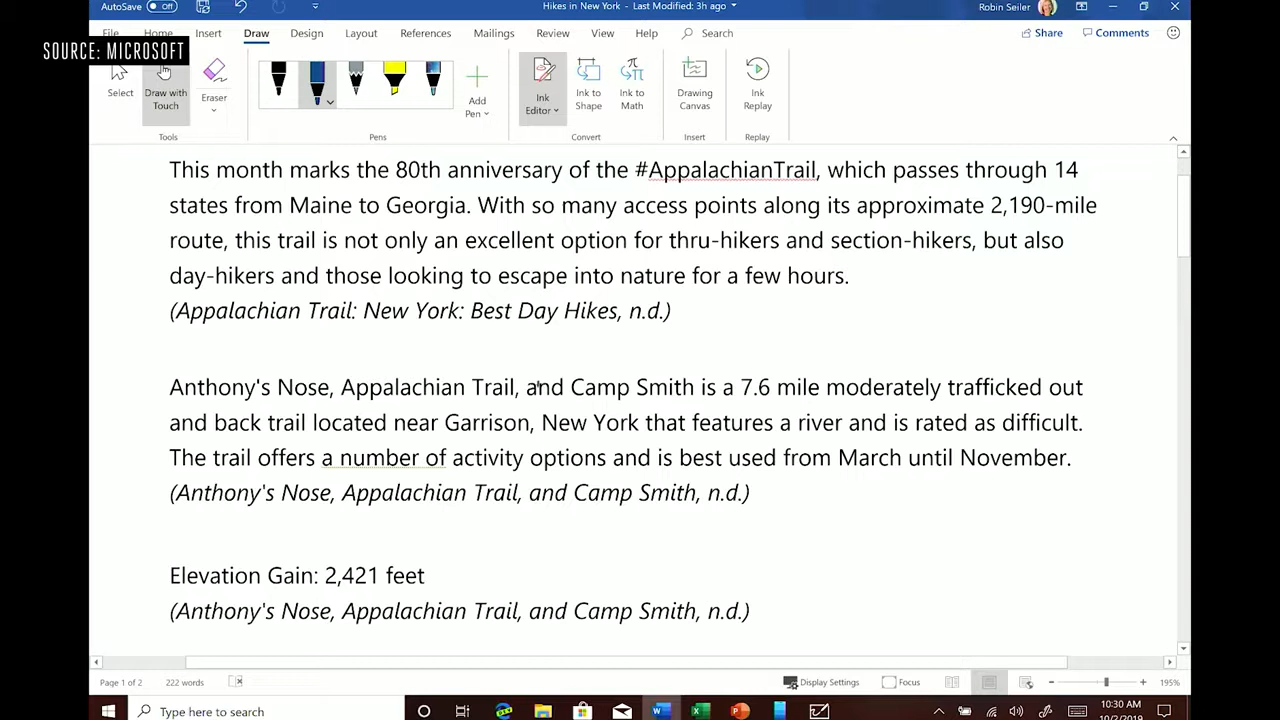 AutoSave Off
Hikes in New York - Last Modified: 3h ago
Robin Seiler
File Home Insert Draw Design Layout References Mailings Review View Help Search
Share Comments
SOURCE: MICROSOFT
Select
Draw with Touch
Eraser
Add Pen
Ink Editor
Ink to Shape
Ink to Math
Drawing Canvas
Ink Replay
Tools
Pens
Convert
Insert
Replay
This month marks the 80th anniversary of the #AppalachianTrail, which passes through 14
states from Maine to Georgia. With so many access points along its approximate 2,190-mile
route, this trail is not only an excellent option for thru-hikers and section-hikers, but also
day-hikers and those looking to escape into nature for a few hours.
(Appalachian Trail: New York: Best Day Hikes, n.d.)
Anthony's Nose, Appalachian Trail, and Camp Smith is a 7.6 mile moderately trafficked out
and back trail located near Garrison, New York that features a river and is rated as difficult.
The trail offers a number of activity options and is best used from March until November.
(Anthony's Nose, Appalachian Trail, and Camp Smith, n.d.)
Elevation Gain: 2,421 feet
(Anthony's Nose, Appalachian Trail, and Camp Smith, n.d.)
Page 1 of 2
222 words
Display Settings
Focus
195%
Type here to search
10:30 AM
10/2/2019